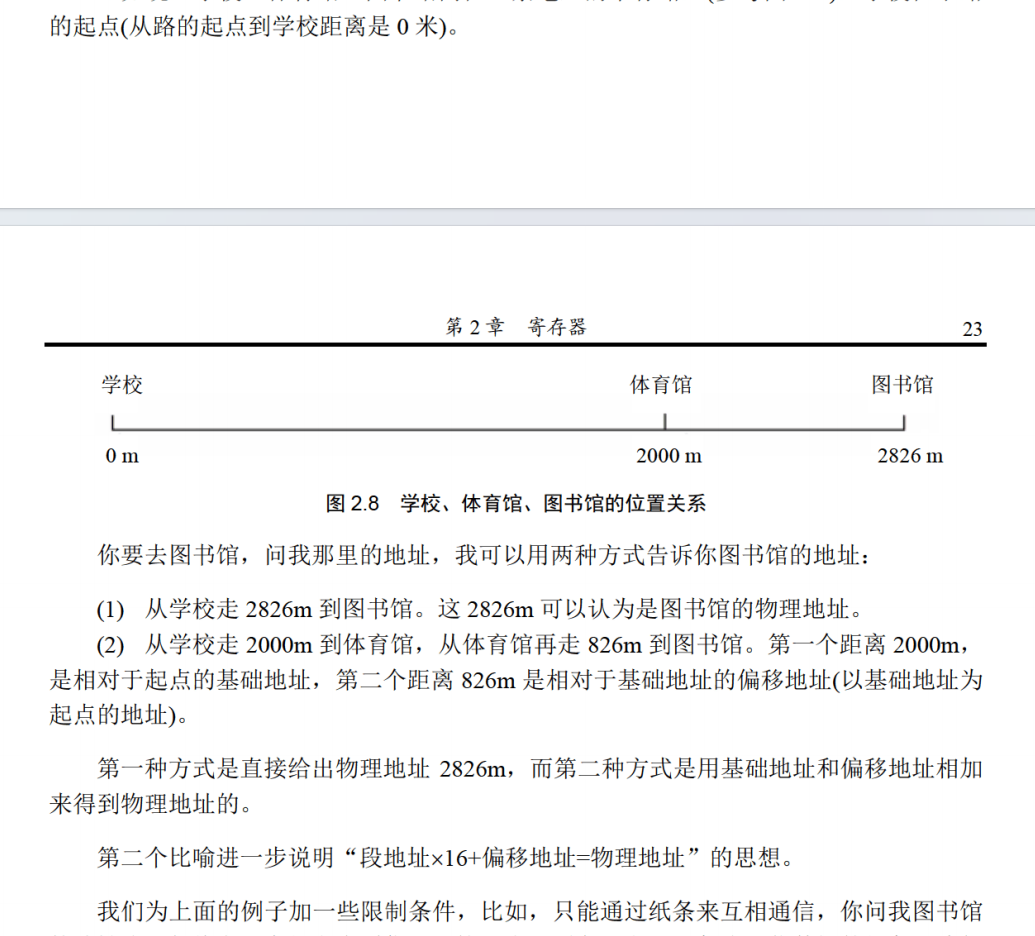 的起点(从路的起点到学校距离是 0 米)。
第 2 章 寄存器 23
学校 体育馆 图书馆
0 m 2000 m 2826 m
图 2.8 学校、体育馆、图书馆的位置关系
你要去图书馆，问我那里的地址，我可以用两种方式告诉你图书馆的地址：
(1) 从学校走 2826m 到图书馆。这 2826m 可以认为是图书馆的物理地址。
(2) 从学校走 2000m 到体育馆，从体育馆再走 826m 到图书馆。第一个距离 2000m，
是相对于起点的基础地址，第二个距离 826m 是相对于基础地址的偏移地址(以基础地址为
起点的地址)。
第一种方式是直接给出物理地址 2826m，而第二种方式是用基础地址和偏移地址相加
来得到物理地址的。
第二个比喻进一步说明“段地址×16+偏移地址=物理地址”的思想。
我们为上面的例子加一些限制条件，比如，只能通过纸条来互相通信，你问我图书馆